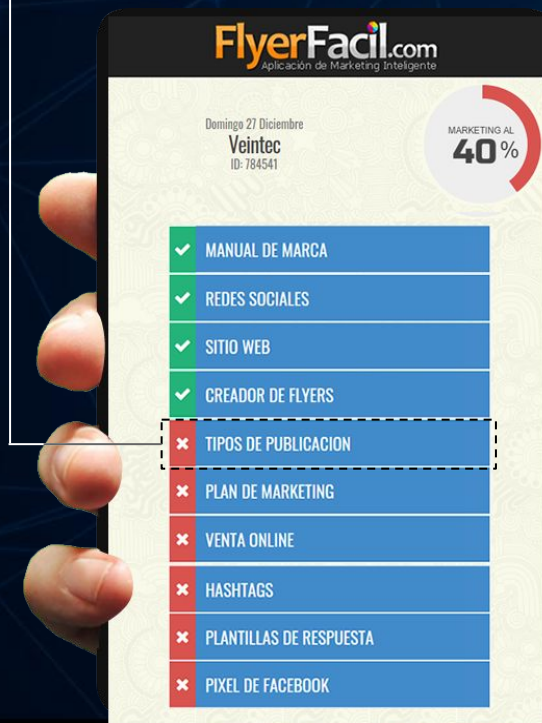 FlyerFacil.com
Aplicación de Marketing Inteligente
Domingo 27 Diciembre
Veintec
ID: 784541
MARKETING AL
40%
MANUAL DE MARCA
REDES SOCIALES
SITIO WEB
CREADOR DE FLYERS
TIPOS DE PUBLICACION
PLAN DE MARKETING
VENTA ONLINE
HASHTAGS
PLANTILLAS DE RESPUESTA
PIXEL DE FACEBOOK